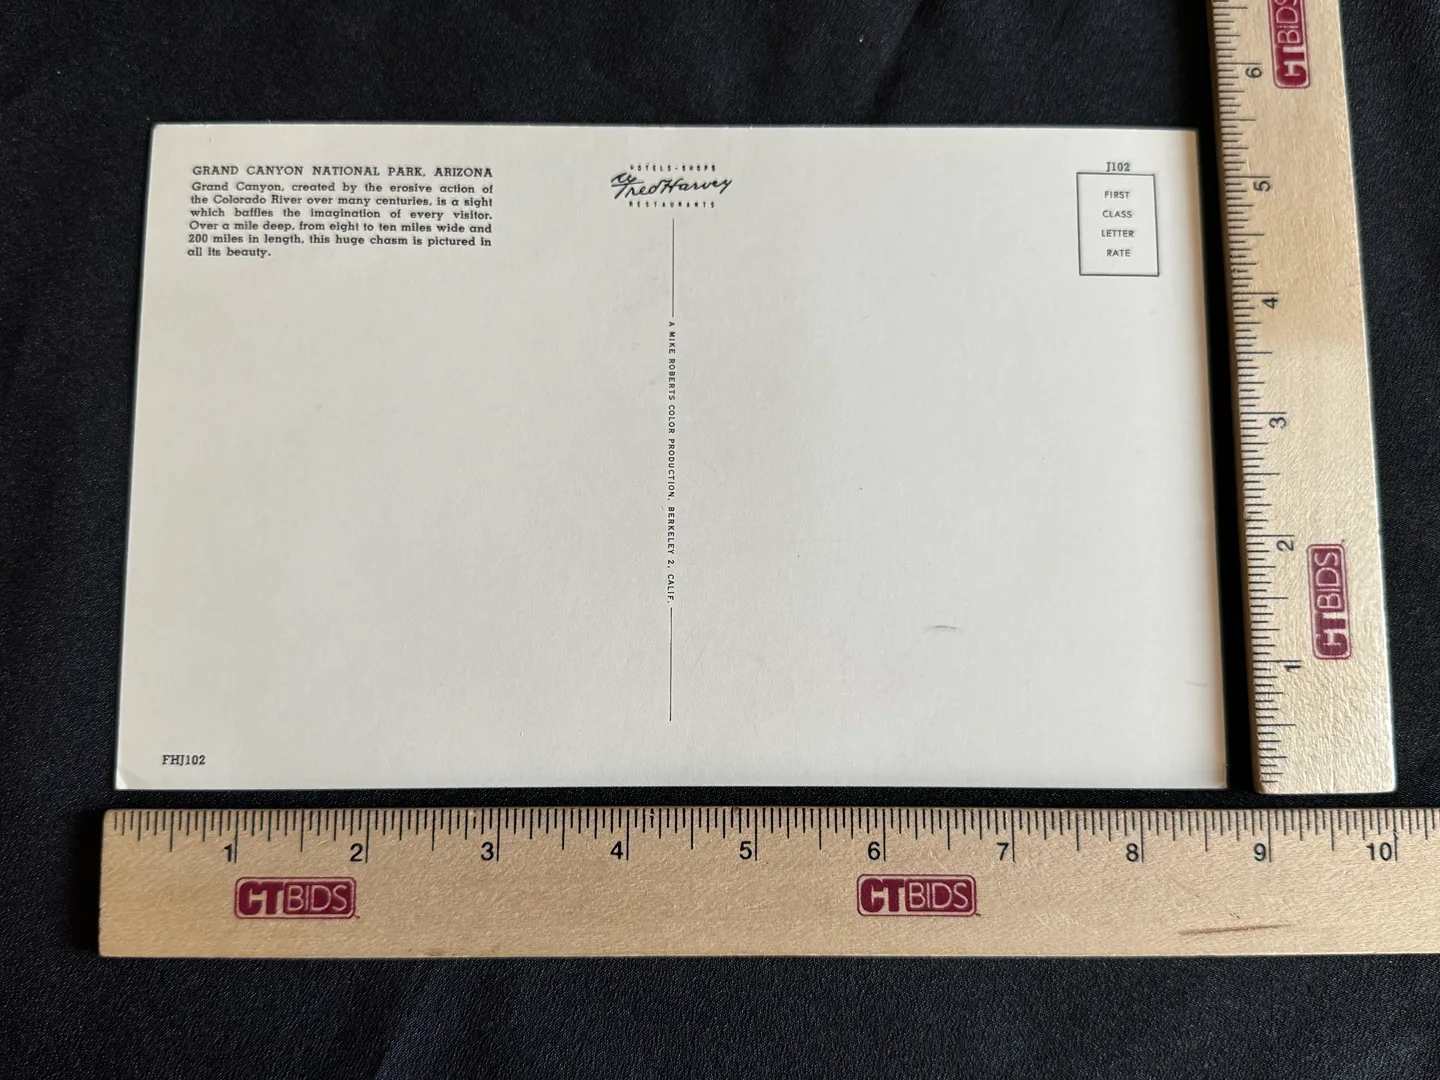 GRAND CANYON NATIONAL PARK, ARIZONA
Grand Canyon, created by the erosive action of
the Colorado River over many centuries, is a sight
which baffles the imagination of every visitor.
Over a mile deep, from eight to ten miles wide and
200 miles in length, this huge chasm is pictured in
all its beauty.
HOTELS - SHOPS
Fred Harvey
RESTAURANTS
J102
FIRST
CLASS
LETTER
RATE
A MIKE ROBERTS COLOR PRODUCTION, BERKELEY 2, CALIF.
FHJ102
6 5 4 3 2 1
CTBIDS
CTBIDS
1 2 3 4 5 6 7 8 9 10
CTBIDS
CTBIDS